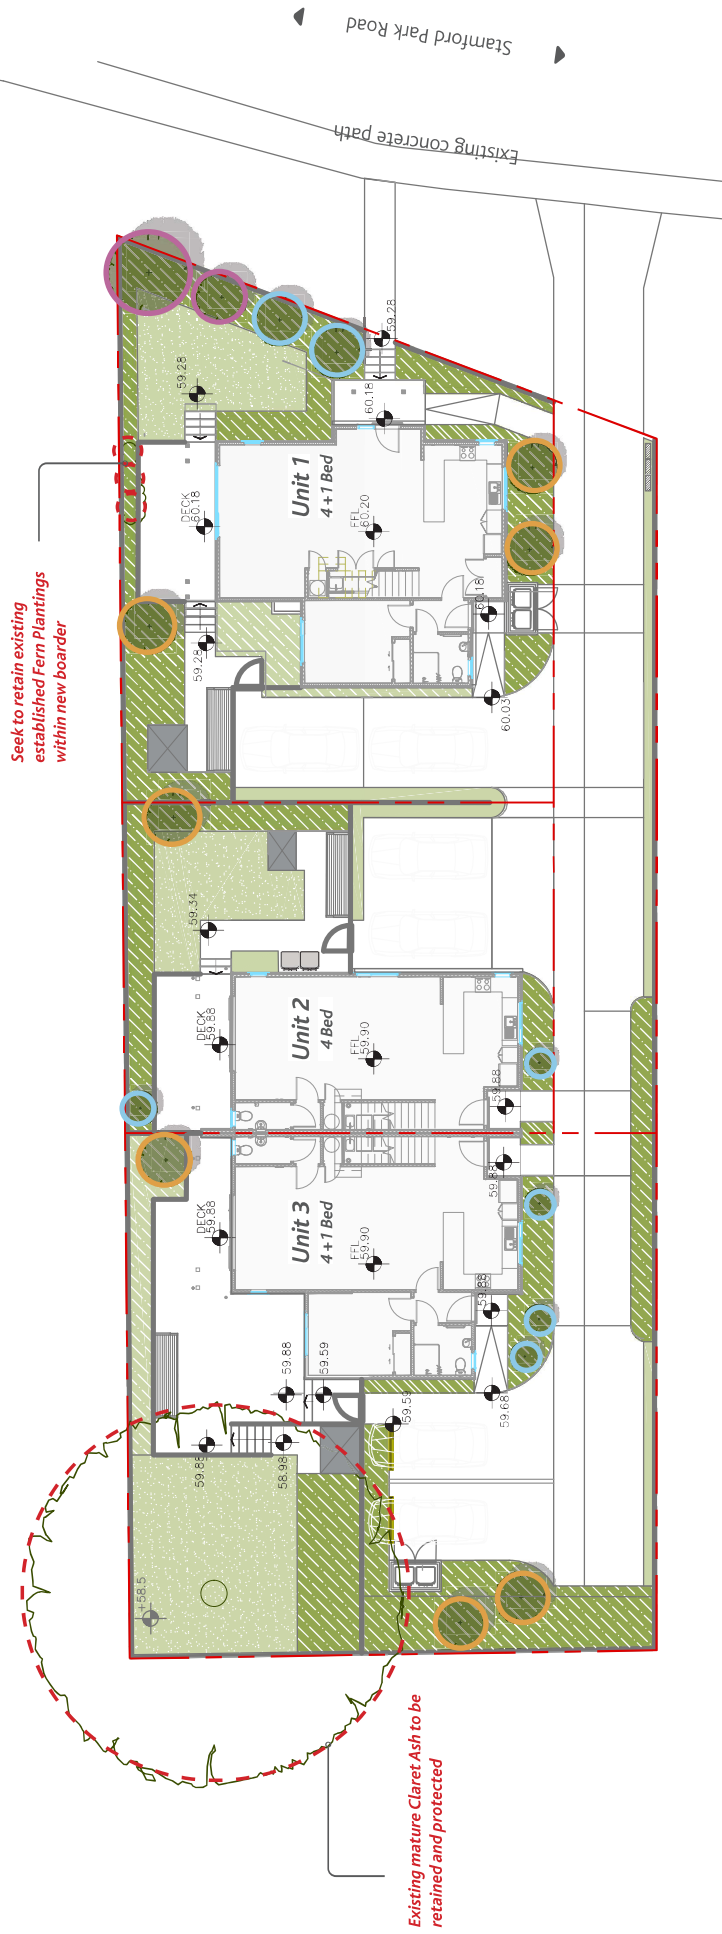 Stamford Park Road
Existing concrete path
59.28
59.28
60.18
Unit 1
4 + 1 Bed
DECK
60.18
FFL
60.20
Seek to retain existing
established Fern Plantings
within new boarder
60.18
59.28
60.03
59.34
Unit 2
4 Bed
DECK
59.88
FFL
59.90
59.88
59.88
Unit 3
4 + 1 Bed
DECK
59.88
FFL
59.90
59.88
59.88
59.59
59.59
59.68
59.88
58.98
+58.5
Existing mature Claret Ash to be
retained and protected